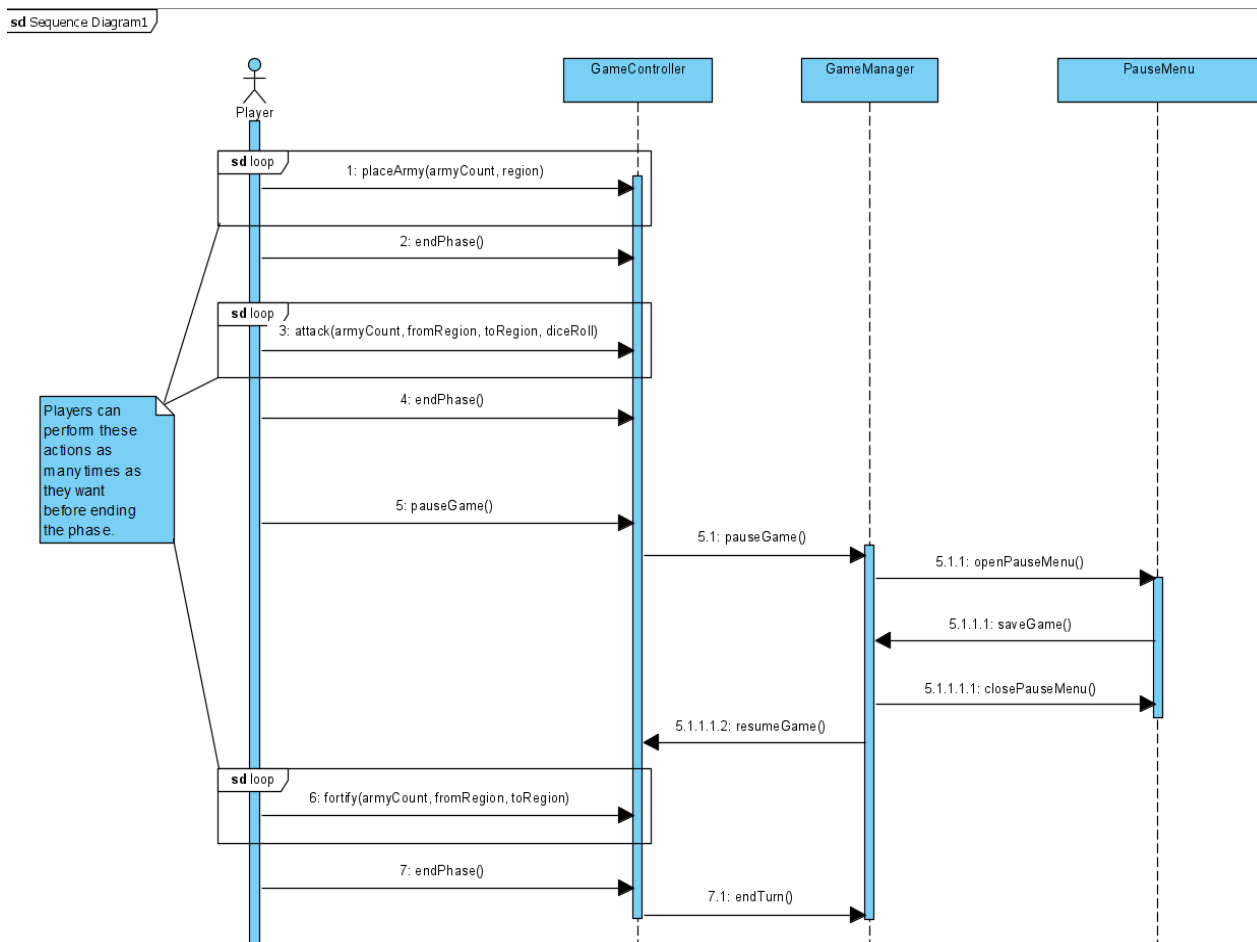 sd Sequence Diagram1
Player
GameController
GameManager
PauseMenu
sd loop
1: placeArmy(armyCount, region)
2: endPhase()
sd loop
3: attack(armyCount, fromRegion, toRegion, diceRoll)
4: endPhase()
Players can
perform these
actions as
many times as
they want
before ending
the phase.
5: pauseGame()
5.1: pauseGame()
5.1.1: openPauseMenu()
5.1.1.1: saveGame()
5.1.1.1.1: closePauseMenu()
5.1.1.1.2: resumeGame()
sd loop
6: fortify(armyCount, fromRegion, toRegion)
7: endPhase()
7.1: endTurn()